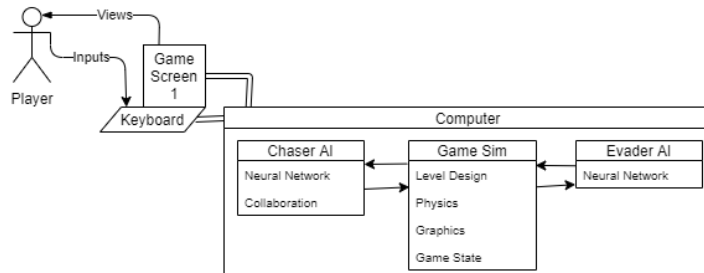 Views
Inputs
Player
Game
Screen
1
Keyboard
Computer
Chaser AI
Neural Network
Collaboration
Game Sim
Level Design
Physics
Graphics
Game State
Evader AI
Neural Network